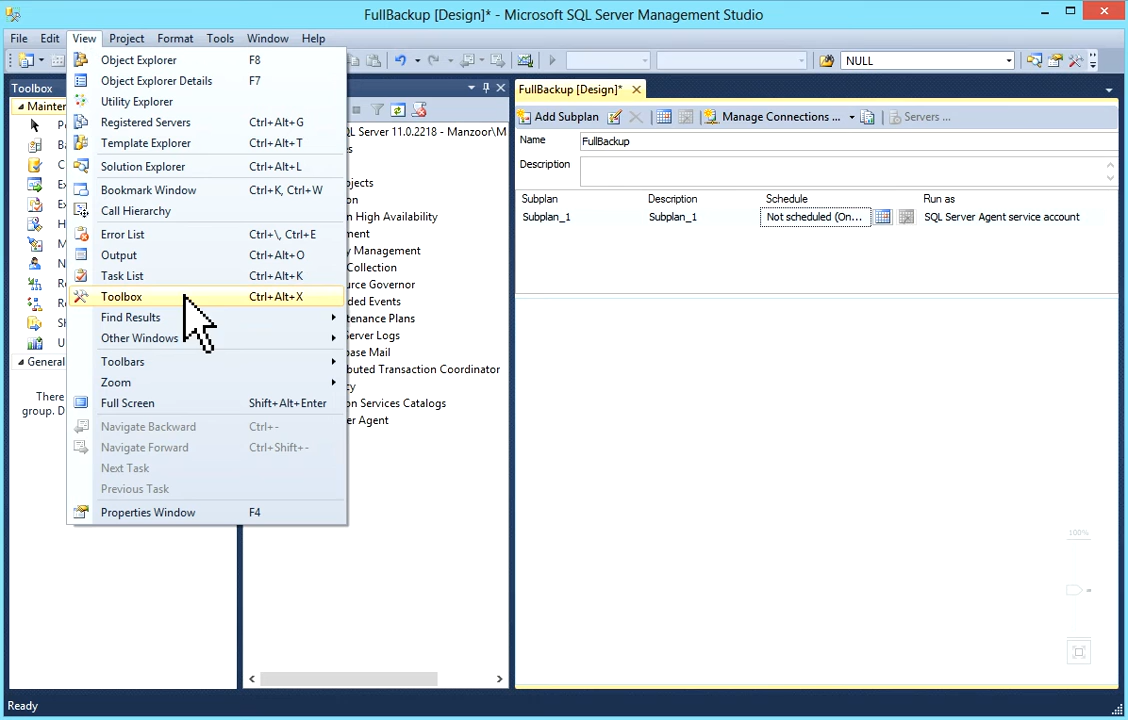 FullBackup [Design]* - Microsoft SQL Server Management Studio
File Edit View Project Format Tools Window Help
NULL
Toolbox
Mainter
Object Explorer F8
Object Explorer Details F7
Utility Explorer
Registered Servers Ctrl+Alt+G
Template Explorer Ctrl+Alt+T
Solution Explorer Ctrl+Alt+L
Bookmark Window Ctrl+K, Ctrl+W
Call Hierarchy
Error List Ctrl+\, Ctrl+E
Output Ctrl+Alt+O
Task List Ctrl+Alt+K
Toolbox Ctrl+Alt+X
Find Results
Other Windows
Toolbars
Zoom
Full Screen Shift+Alt+Enter
Navigate Backward Ctrl+-
Navigate Forward Ctrl+Shift+-
Next Task
Previous Task
Properties Window F4
General
There
group. D
QL Server 11.0.2218 - Manzoor\M
bjects
on
n High Availability
ment
y Management
Collection
urce Governor
ded Events
tenance Plans
Server Logs
base Mail
buted Transaction Coordinator
cy
on Services Catalogs
er Agent
FullBackup [Design]*
Add Subplan Manage Connections ... Servers ...
Name FullBackup
Description
Subplan Description Schedule Run as
Subplan_1 Subplan_1 Not scheduled (On... SQL Server Agent service account
100%
Ready